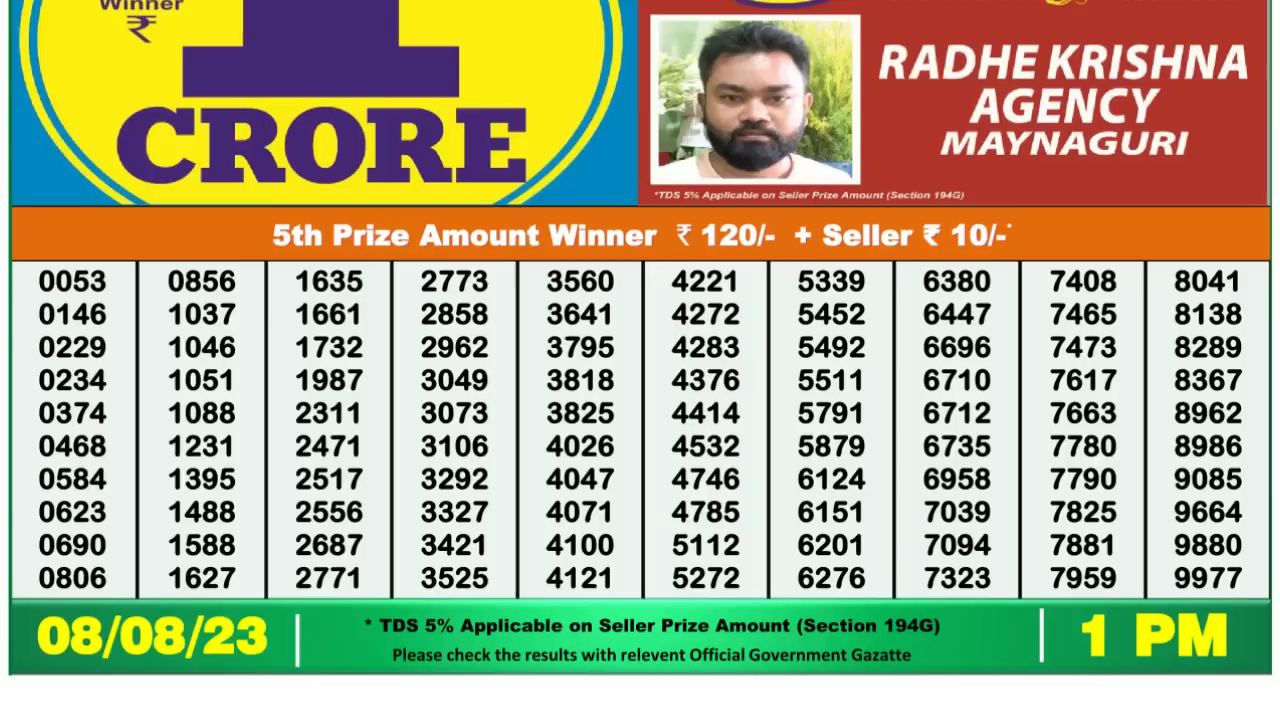 Winner
₹
1
CRORE
RADHE KRISHNA
AGENCY
MAYNAGURI
*TDS 5% Applicable on Seller Prize Amount (Section 194G)
5th Prize Amount Winner ₹ 120/- + Seller ₹ 10/-*
0053 0856 1635 2773 3560 4221 5339 6380 7408 8041
0146 1037 1661 2858 3641 4272 5452 6447 7465 8138
0229 1046 1732 2962 3795 4283 5492 6696 7473 8289
0234 1051 1987 3049 3818 4376 5511 6710 7617 8367
0374 1088 2311 3073 3825 4414 5791 6712 7663 8962
0468 1231 2471 3106 4026 4532 5879 6735 7780 8986
0584 1395 2517 3292 4047 4746 6124 6958 7790 9085
0623 1488 2556 3327 4071 4785 6151 7039 7825 9664
0690 1588 2687 3421 4100 5112 6201 7094 7881 9880
0806 1627 2771 3525 4121 5272 6276 7323 7959 9977
08/08/23
* TDS 5% Applicable on Seller Prize Amount (Section 194G)
Please check the results with relevent Official Government Gazatte
1 PM